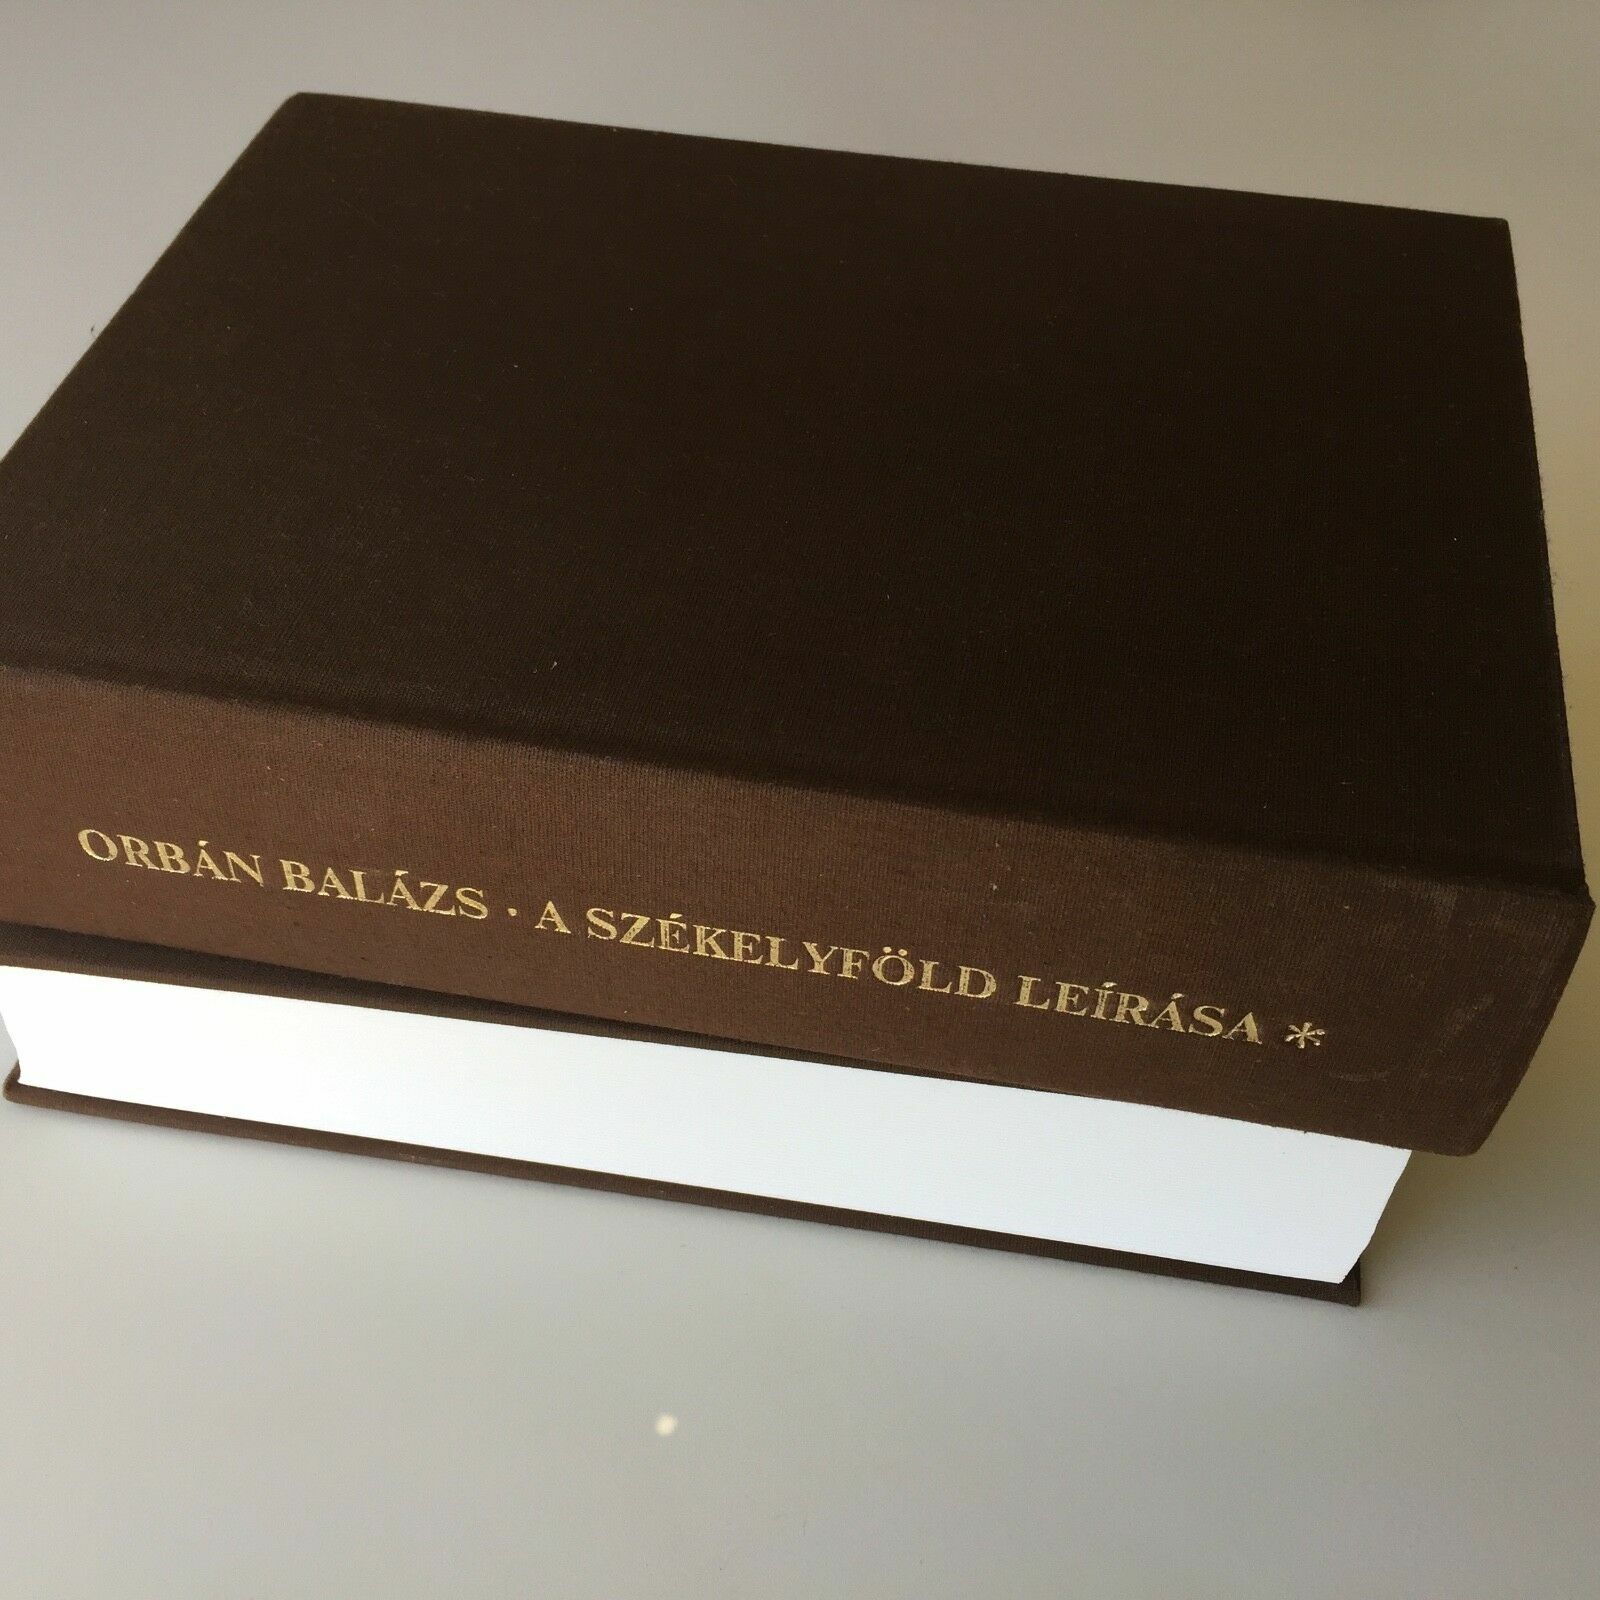 ORBÁN BALÁZS · A SZÉKELYFÖLD LEÍRÁSA *